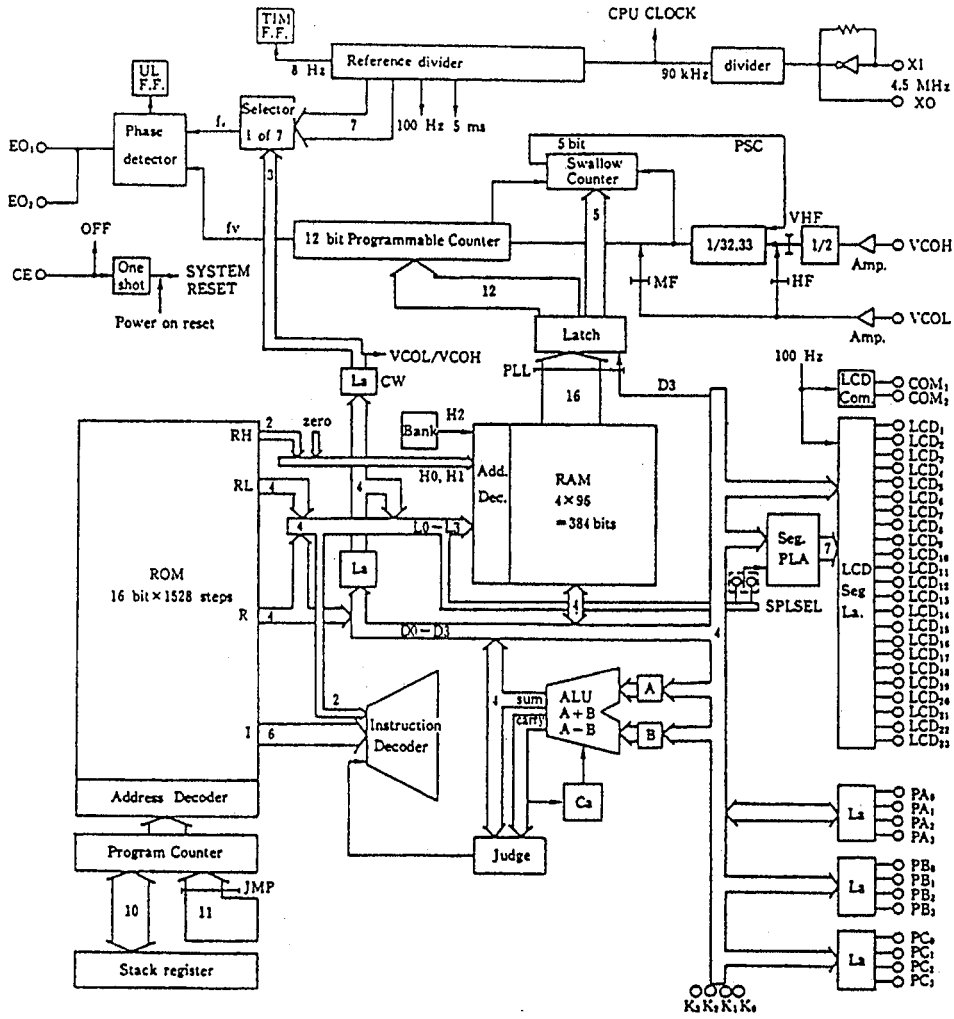 TIM
F.F.
CPU CLOCK
8 Hz
Reference divider
90 kHz
divider
X1
4.5 MHz
XO
UL
F.F.
Selector
1 of 7
7
100 Hz
5 ms
Phase
detector
3
EO₁
EO₂
5 bit
PSC
Swallow
Counter
5
OFF
fv
12 bit Programmable Counter
1/32,33
VHF
1/2
VCOH
Amp.
CE
One
shot
SYSTEM
RESET
12
MF
HF
Power on reset
Latch
VCOL
Amp.
VCOL/VCOH
La
CW
PLL
16
D3
100 Hz
LCD
Com.
COM₁
COM₂
RH
2
zero
Bank
H2
H0, H1
RL
4
4
4
L0–L3
Add.
Dec.
RAM
4×96
=384 bits
Seg.
PLA
7
LCD
Seg
La.
SPLSEL
ROM
16 bit×1528 steps
La
4
R
4
D0–D3
4
LCD₁
LCD₂
LCD₃
LCD₄
LCD₅
LCD₆
LCD₇
LCD₈
LCD₉
LCD₁₀
LCD₁₁
LCD₁₂
LCD₁₃
LCD₁₄
LCD₁₅
LCD₁₆
LCD₁₇
LCD₁₈
LCD₁₉
LCD₂₀
LCD₂₁
LCD₂₂
LCD₂₃
2
4
sum
carry
ALU
A+B
A−B
A
B
I
6
Instruction
Decoder
Ca
Judge
Address Decoder
Program Counter
10
11
JMP
Stack register
La
PA₀
PA₁
PA₂
PA₃
La
PB₀
PB₁
PB₂
PB₃
La
PC₀
PC₁
PC₂
PC₃
K₃ K₂ K₁ K₀